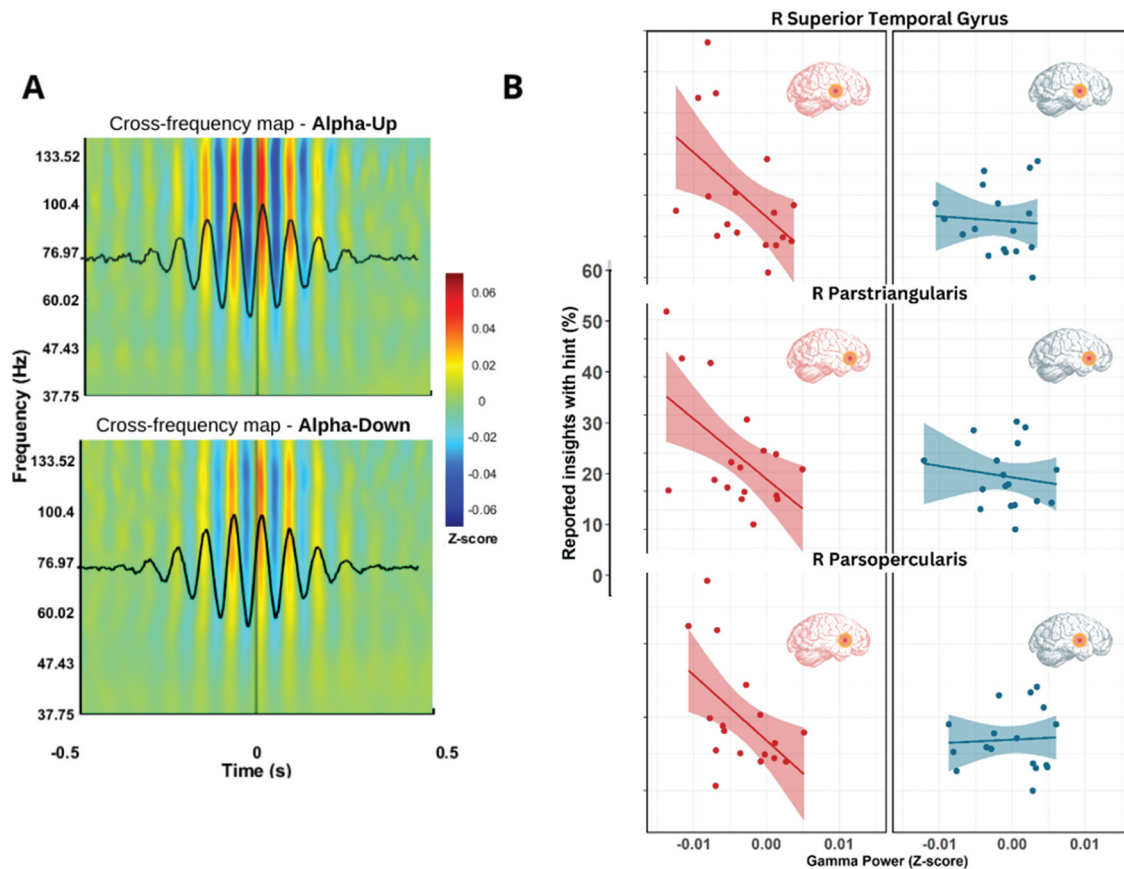 A
Cross-frequency map - Alpha-Up
133.52
100.4
76.97
60.02
47.43
37.75
Cross-frequency map - Alpha-Down
133.52
100.4
76.97
60.02
47.43
37.75
Frequency (Hz)
-0.5
0
0.5
Time (s)
0.06
0.04
0.02
0
-0.02
-0.04
-0.06
Z-score
B
R Superior Temporal Gyrus
R Parstriangularis
R Parsopercularis
Reported insights with hint (%)
60
50
40
30
20
10
0
-0.01
0.00
0.01
-0.01
0.00
0.01
Gamma Power (Z-score)